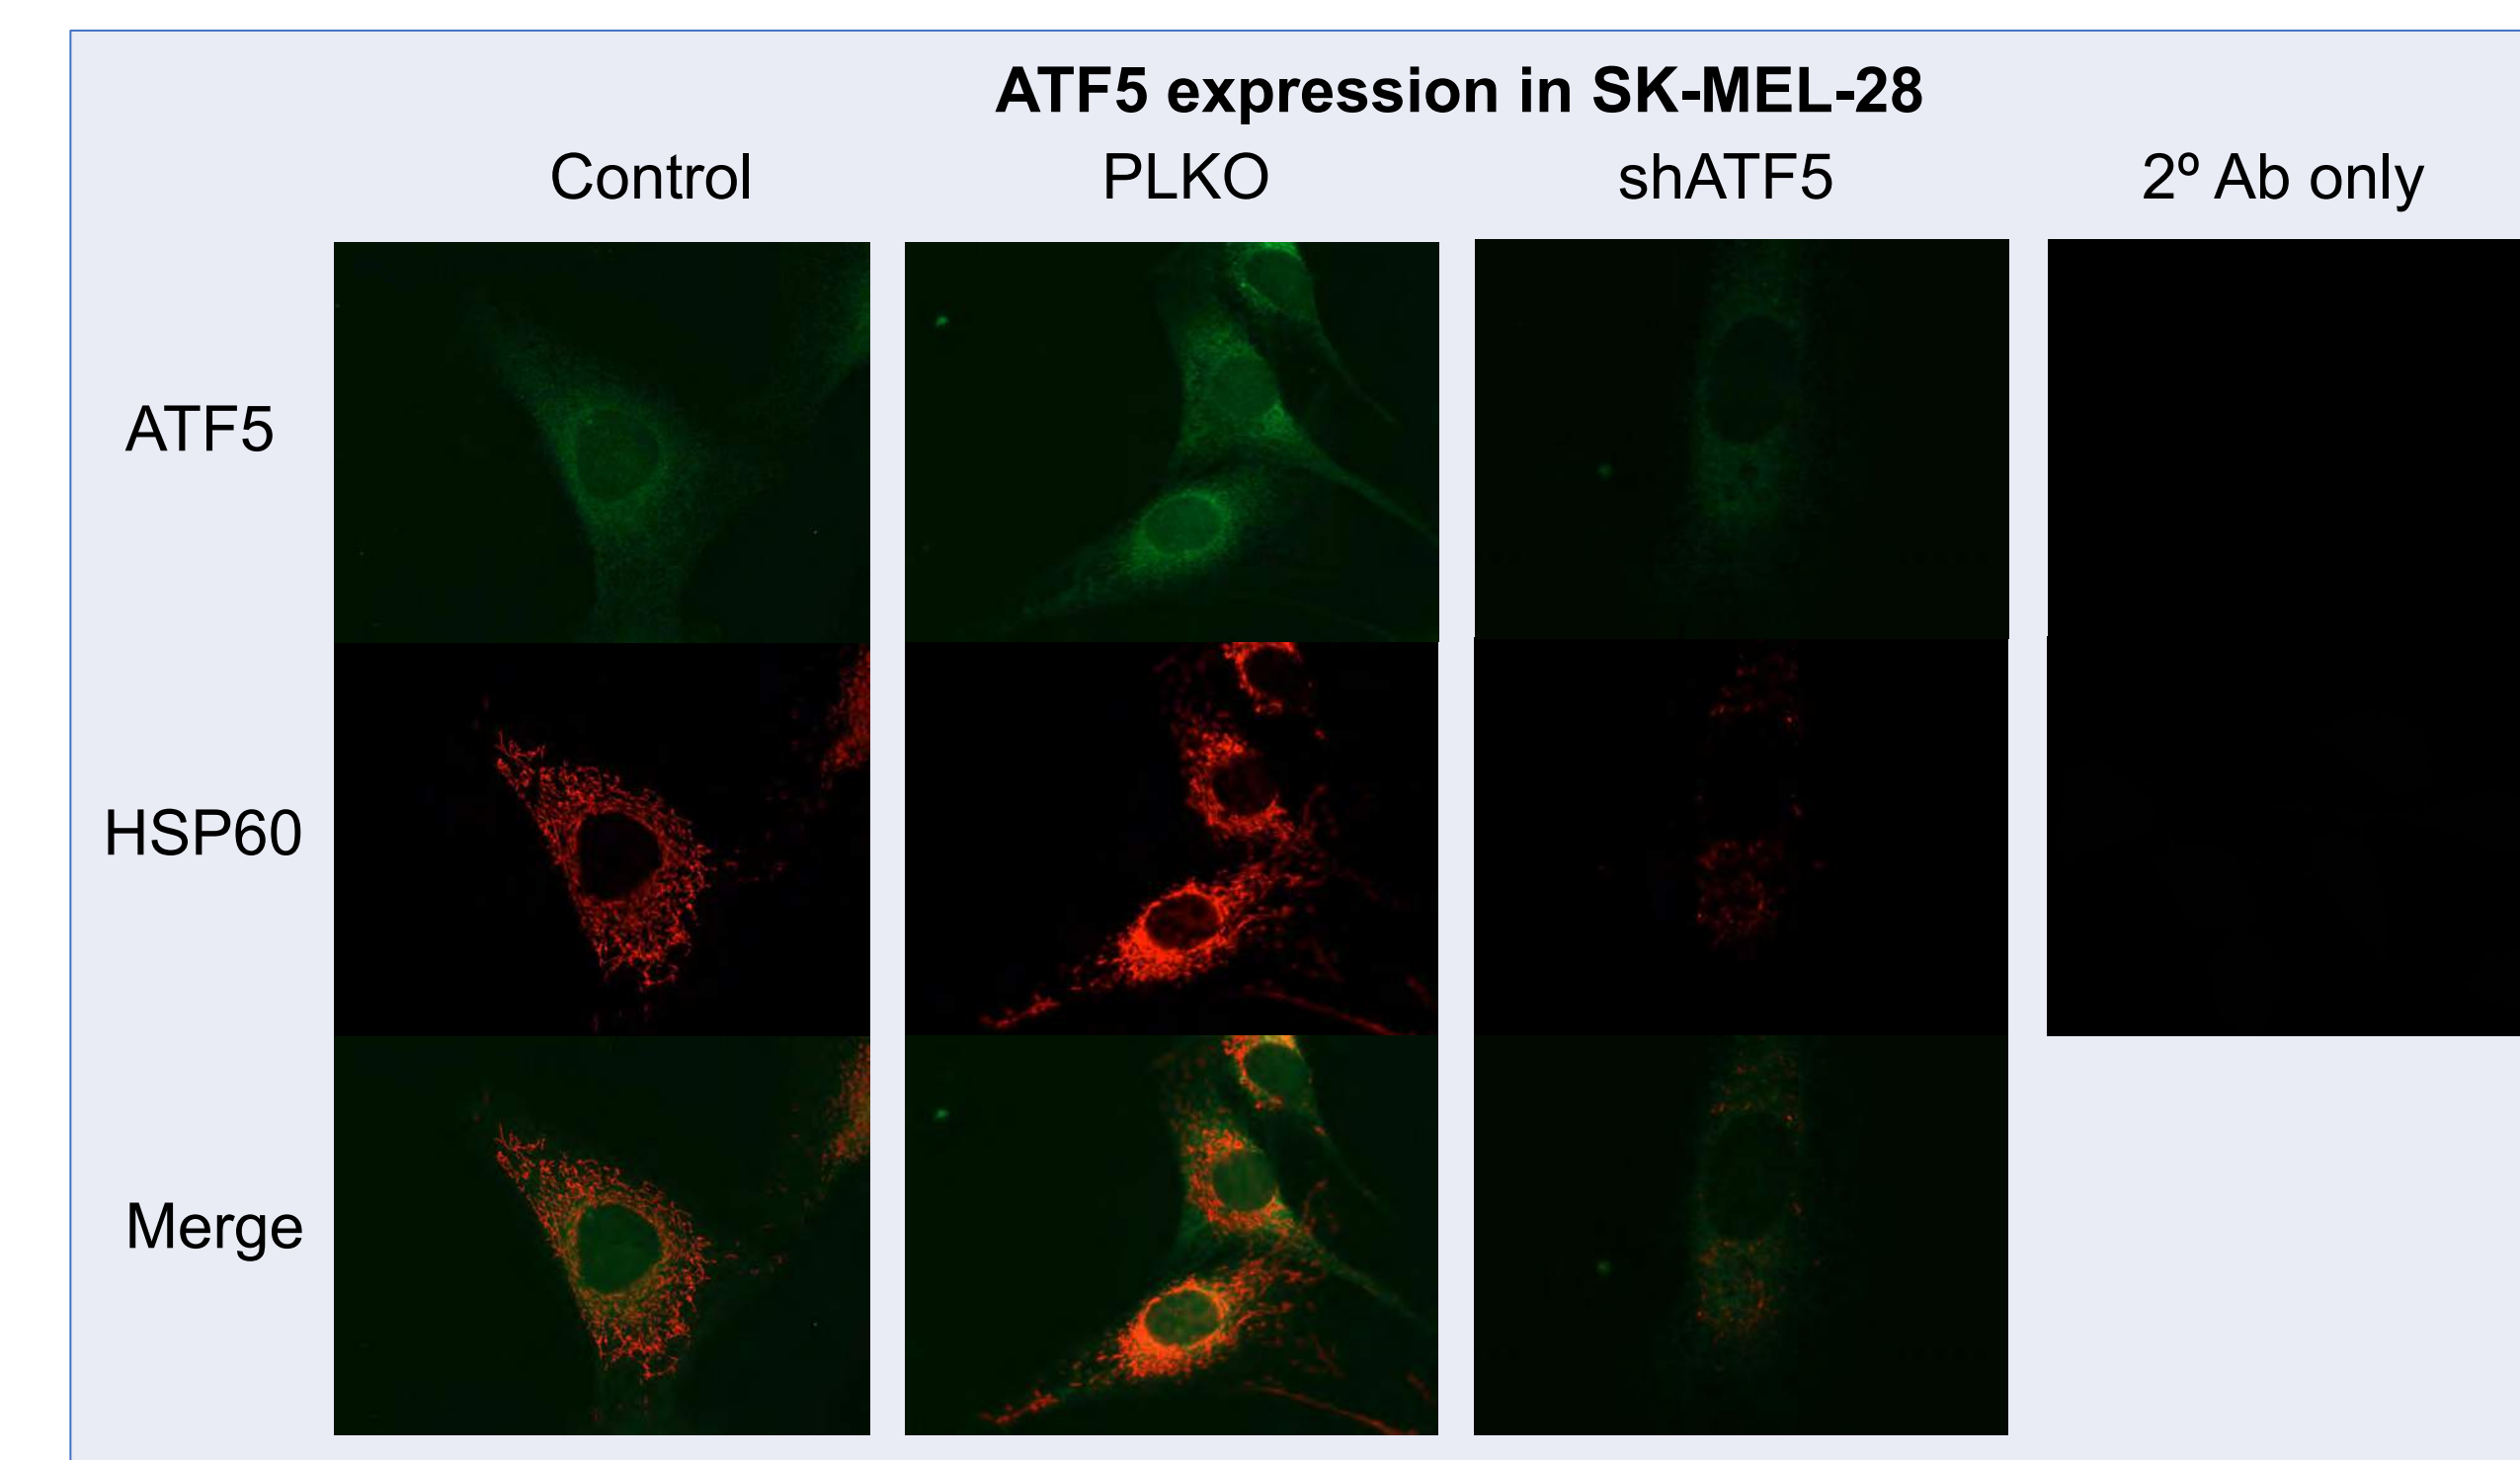 ATF5 expression in SK-MEL-28
Control PLKO shATF5 2º Ab only
ATF5
HSP60
Merge